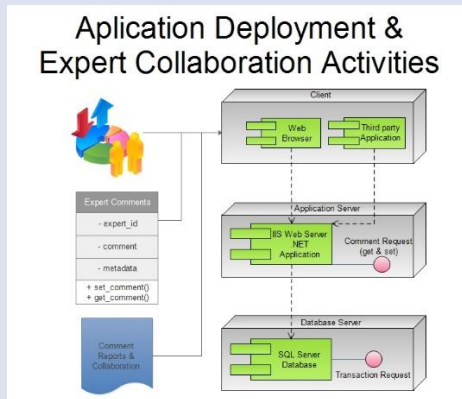 Aplication Deployment &
Expert Collaboration Activities
Client
Web
Browser
Third party
Application
Expert Comments
- expert_id
- comment
- metadata
+ set_comment()
+ get_comment()
Application Server
IIS Web Server
.NET
Application
Comment Request
(get & set)
Comment
Reports &
Collaboration
Database Server
SQL Server
Database
Transaction Request